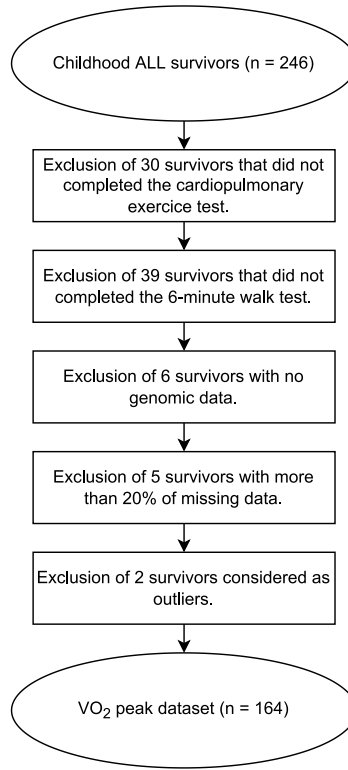 Childhood ALL survivors (n = 246)
Exclusion of 30 survivors that did not
completed the cardiopulmonary
exercice test.
Exclusion of 39 survivors that did not
completed the 6-minute walk test.
Exclusion of 6 survivors with no
genomic data.
Exclusion of 5 survivors with more
than 20% of missing data.
Exclusion of 2 survivors considered as
outliers.
VO₂ peak dataset (n = 164)